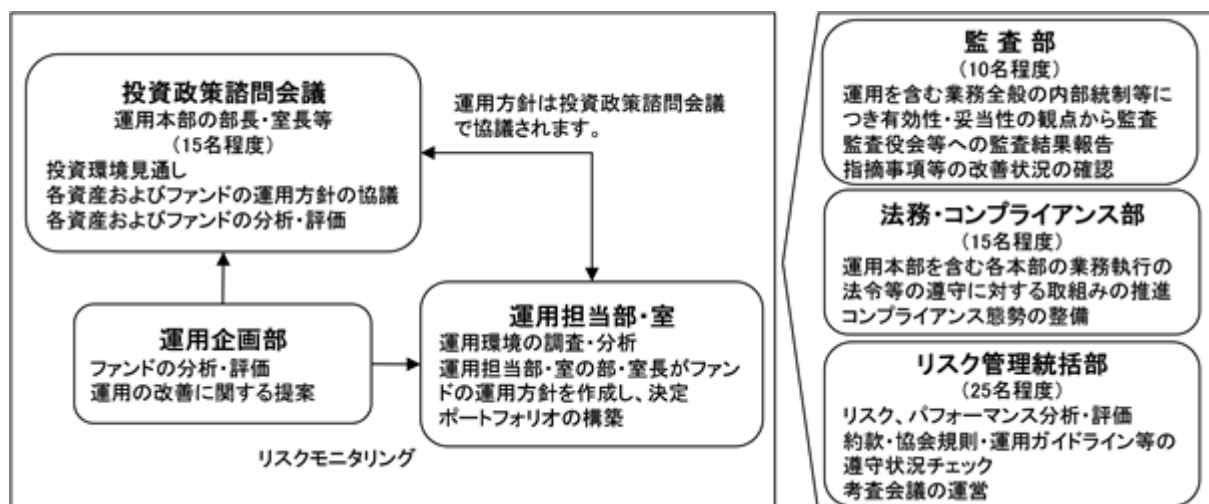 投資政策諮問会議
運用本部の部長・室長等
(15名程度)
投資環境見通し
各資産およびファンドの運用方針の協議
各資産およびファンドの分析・評価
運用方針は投資政策諮問会議
で協議されます。
運用企画部
ファンドの分析・評価
運用の改善に関する提案
運用担当部・室
運用環境の調査・分析
運用担当部・室の部・室長がファン
ドの運用方針を作成し、決定
ポートフォリオの構築
リスクモニタリング
監査部
(10名程度)
運用を含む業務全般の内部統制等に
つき有効性・妥当性の観点から監査
監査役会等への監査結果報告
指摘事項等の改善状況の確認
法務・コンプライアンス部
(15名程度)
運用本部を含む各本部の業務執行の
法令等の遵守に対する取組みの推進
コンプライアンス態勢の整備
リスク管理統括部
(25名程度)
リスク、パフォーマンス分析・評価
約款・協会規則・運用ガイドライン等の
遵守状況チェック
考査会議の運営